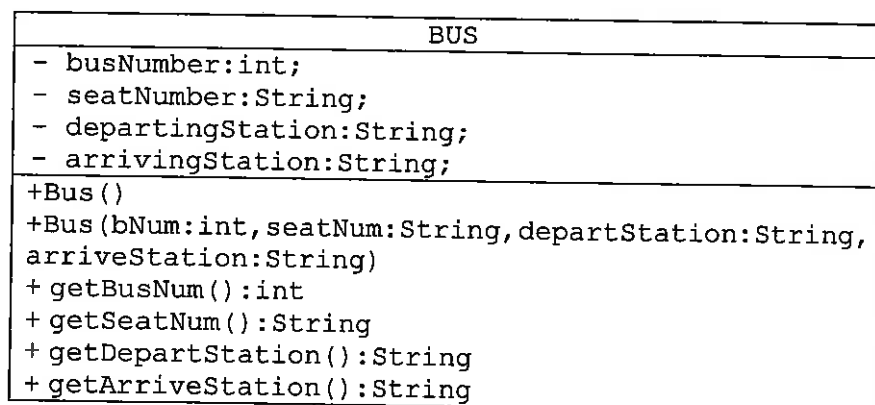 BUS
- busNumber:int;
- seatNumber:String;
- departingStation:String;
- arrivingStation:String;
+Bus()
+Bus(bNum:int,seatNum:String,departStation:String,
arriveStation:String)
+ getBusNum():int
+ getSeatNum():String
+ getDepartStation():String
+ getArriveStation():String